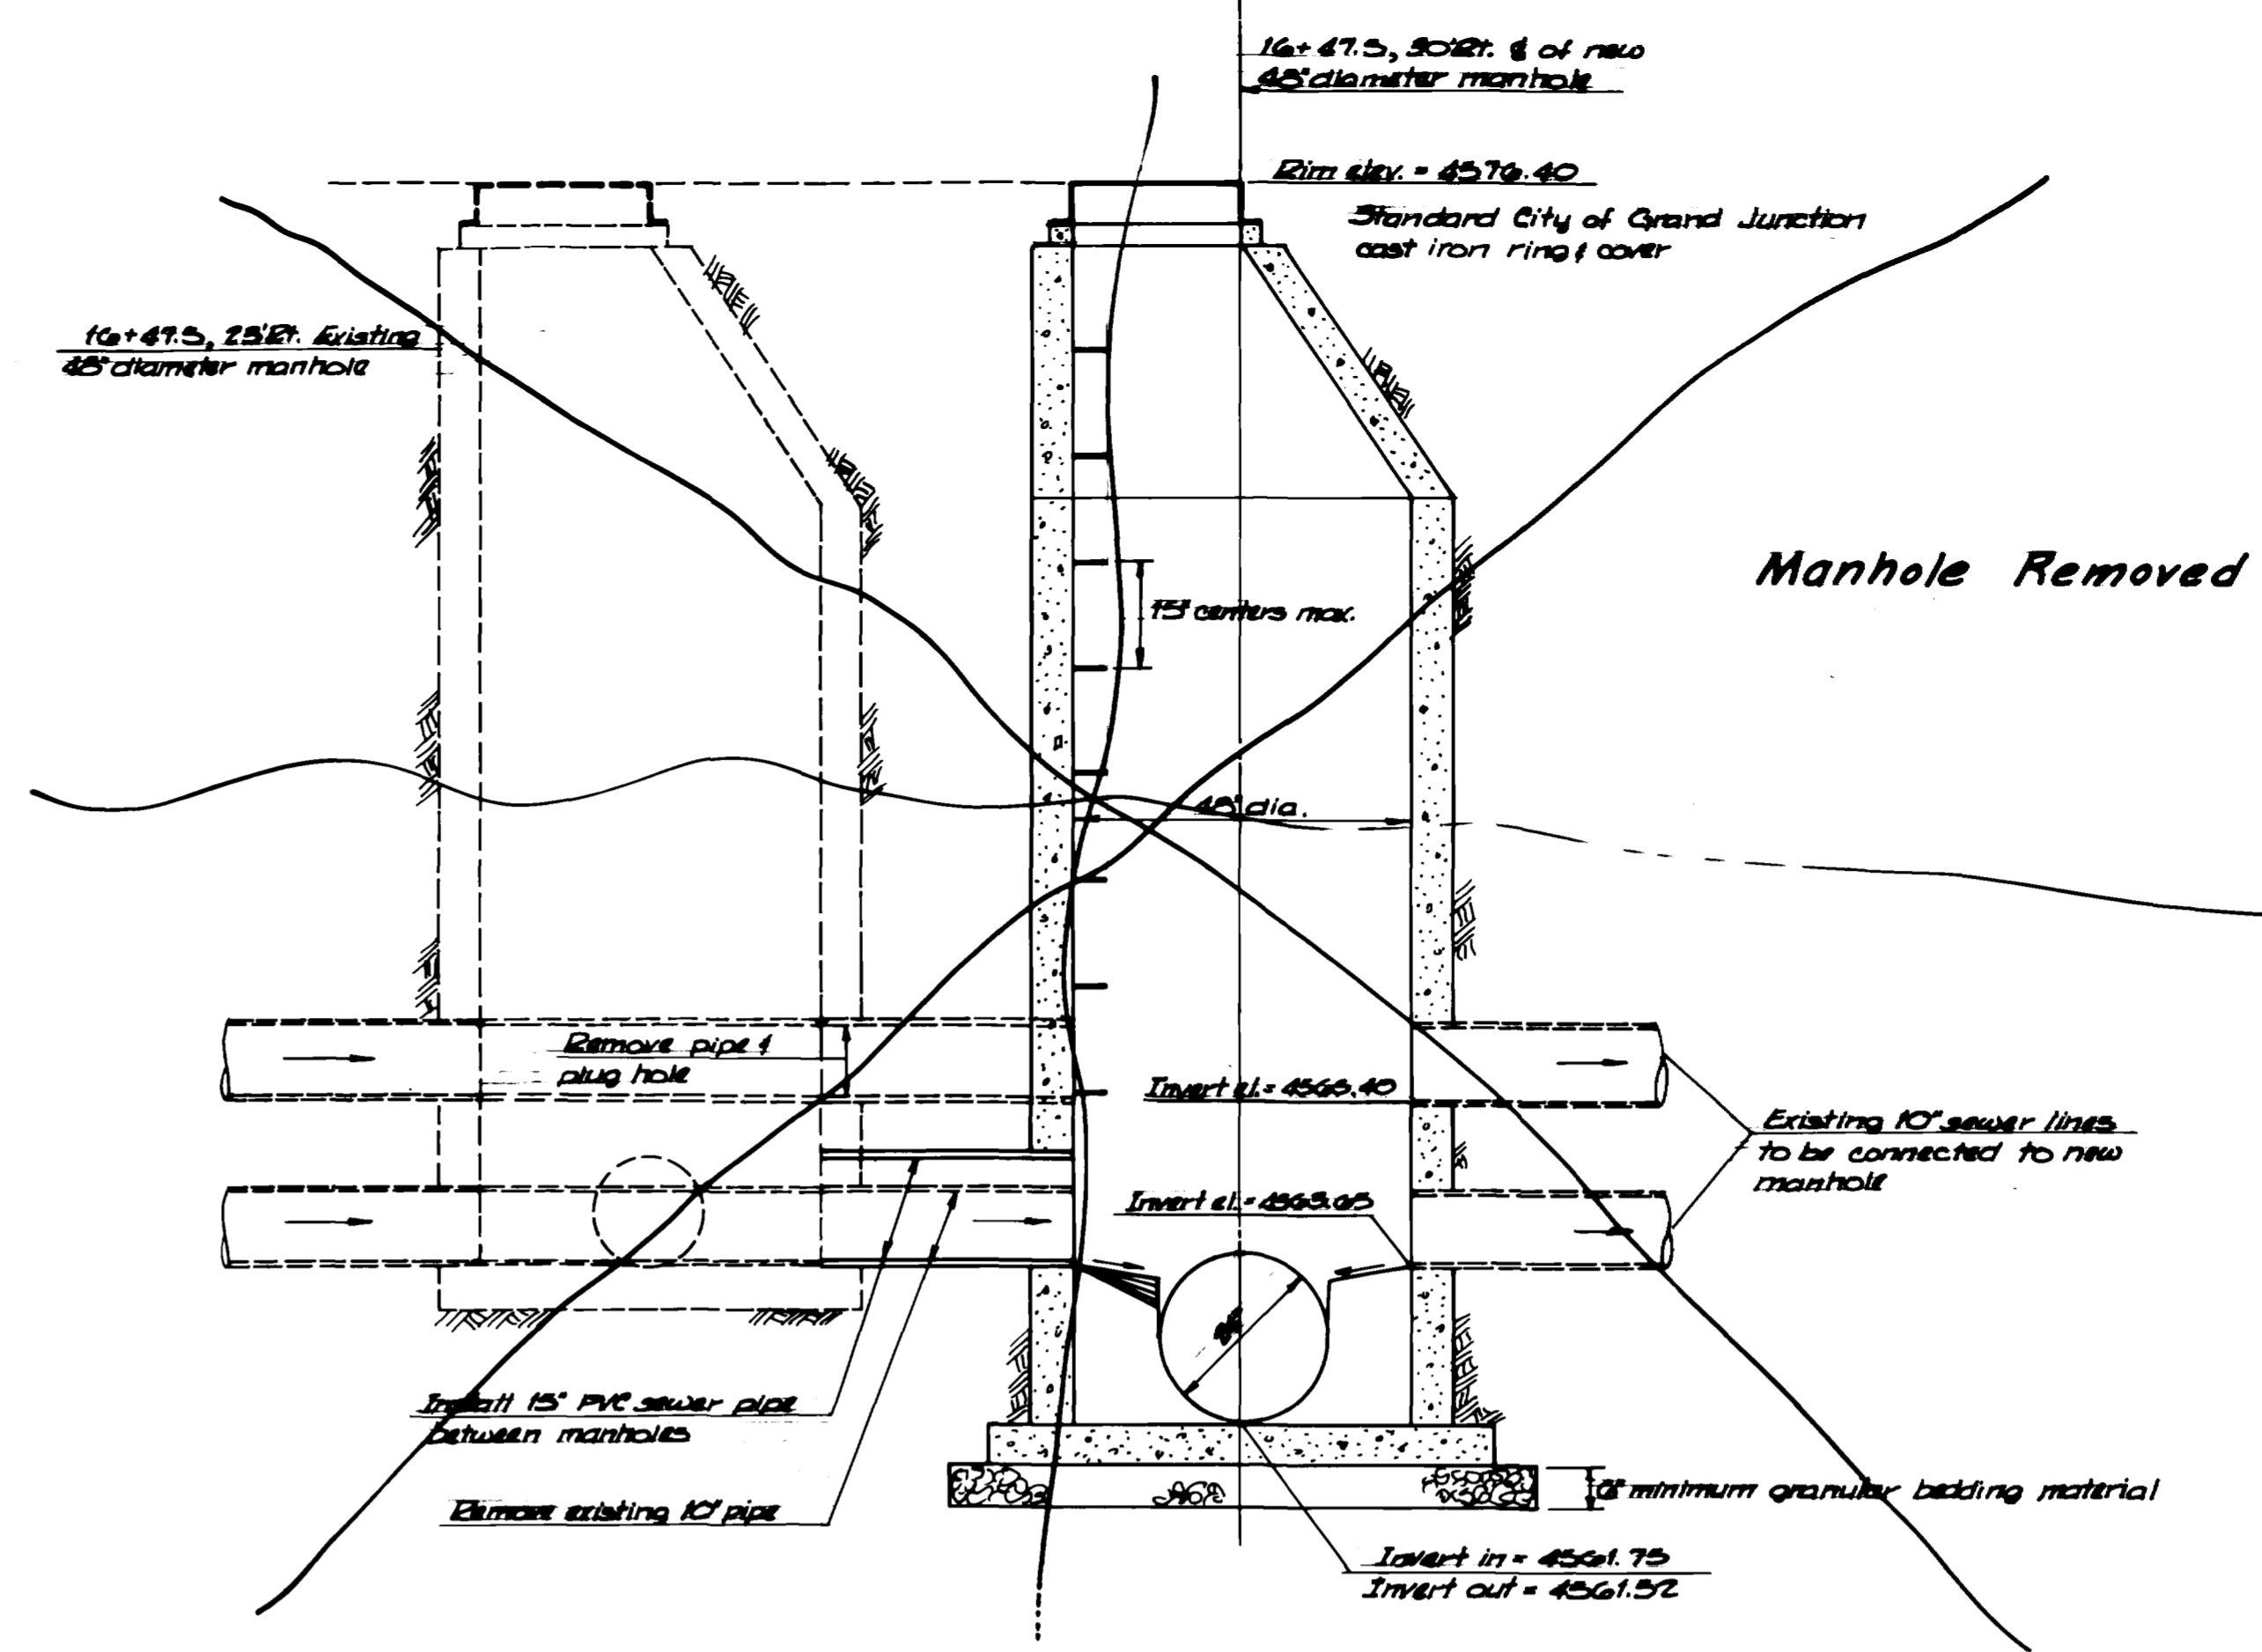 16+47.5, 30'Rt. ℄ of new
48" diameter manhole
Rim elev. = 4576.40
Standard City of Grand Junction
cast iron ring & cover
16+47.5, 23'Rt. Existing
48" diameter manhole
Manhole Removed
15" centers max.
48" dia.
Remove pipe &
plug hole
Invert el. = 4565.40
Existing 10" sewer lines
to be connected to new
manhole
Invert el. = 4563.65
Install 15" PVC sewer pipe
between manholes
Remove existing 10" pipe
6" minimum granular bedding material
Invert in = 4561.75
Invert out = 4561.52